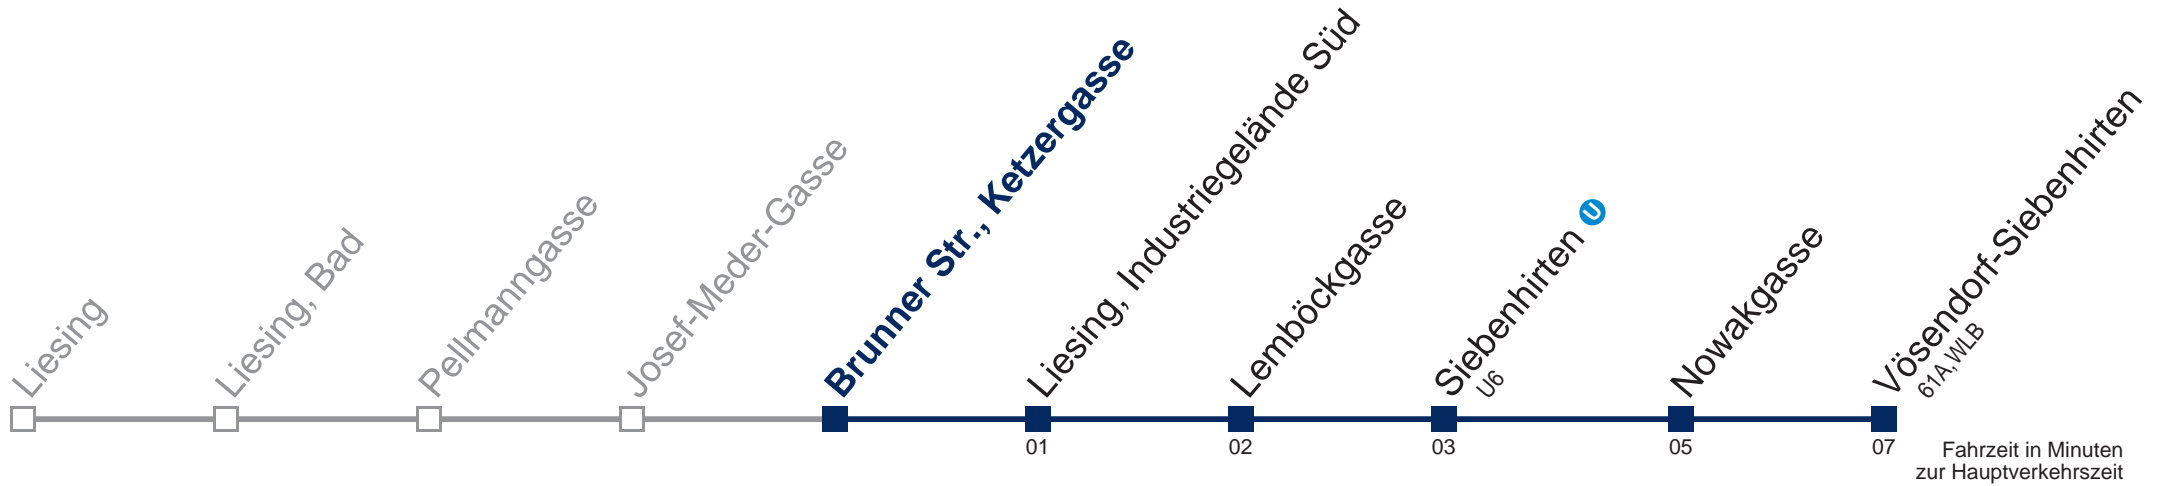 Liesing
Liesing, Bad
Pellmanngasse
Josef-Meder-Gasse
Brunner Str., Ketzergasse
Liesing, Industriegelände Süd
Lemböckgasse
Siebenhirten U
U6
Nowakgasse
Vösendorf-Siebenhirten
61A, WLB
01
02
03
05
07
Fahrzeit in Minuten
zur Hauptverkehrszeit